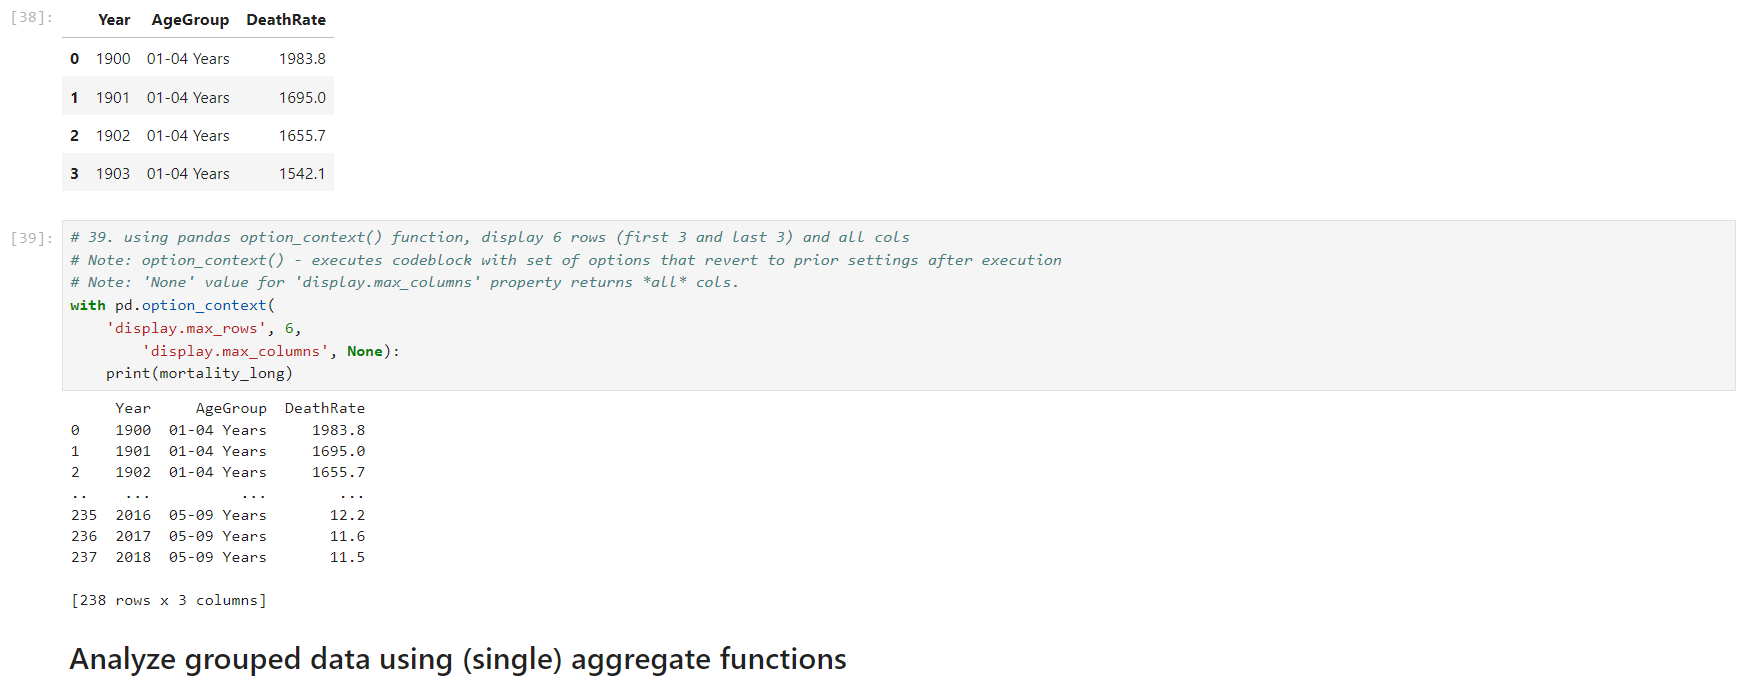 [38]:
Year AgeGroup DeathRate
0 1900 01-04 Years 1983.8
1 1901 01-04 Years 1695.0
2 1902 01-04 Years 1655.7
3 1903 01-04 Years 1542.1
[39]:
# 39. using pandas option_context() function, display 6 rows (first 3 and last 3) and all cols
# Note: option_context() - executes codeblock with set of options that revert to prior settings after execution
# Note: 'None' value for 'display.max_columns' property returns *all* cols.
with pd.option_context(
    'display.max_rows', 6,
        'display.max_columns', None):
    print(mortality_long)
Year AgeGroup DeathRate
0 1900 01-04 Years 1983.8
1 1901 01-04 Years 1695.0
2 1902 01-04 Years 1655.7
.. ... ... ...
235 2016 05-09 Years 12.2
236 2017 05-09 Years 11.6
237 2018 05-09 Years 11.5
[238 rows x 3 columns]
Analyze grouped data using (single) aggregate functions